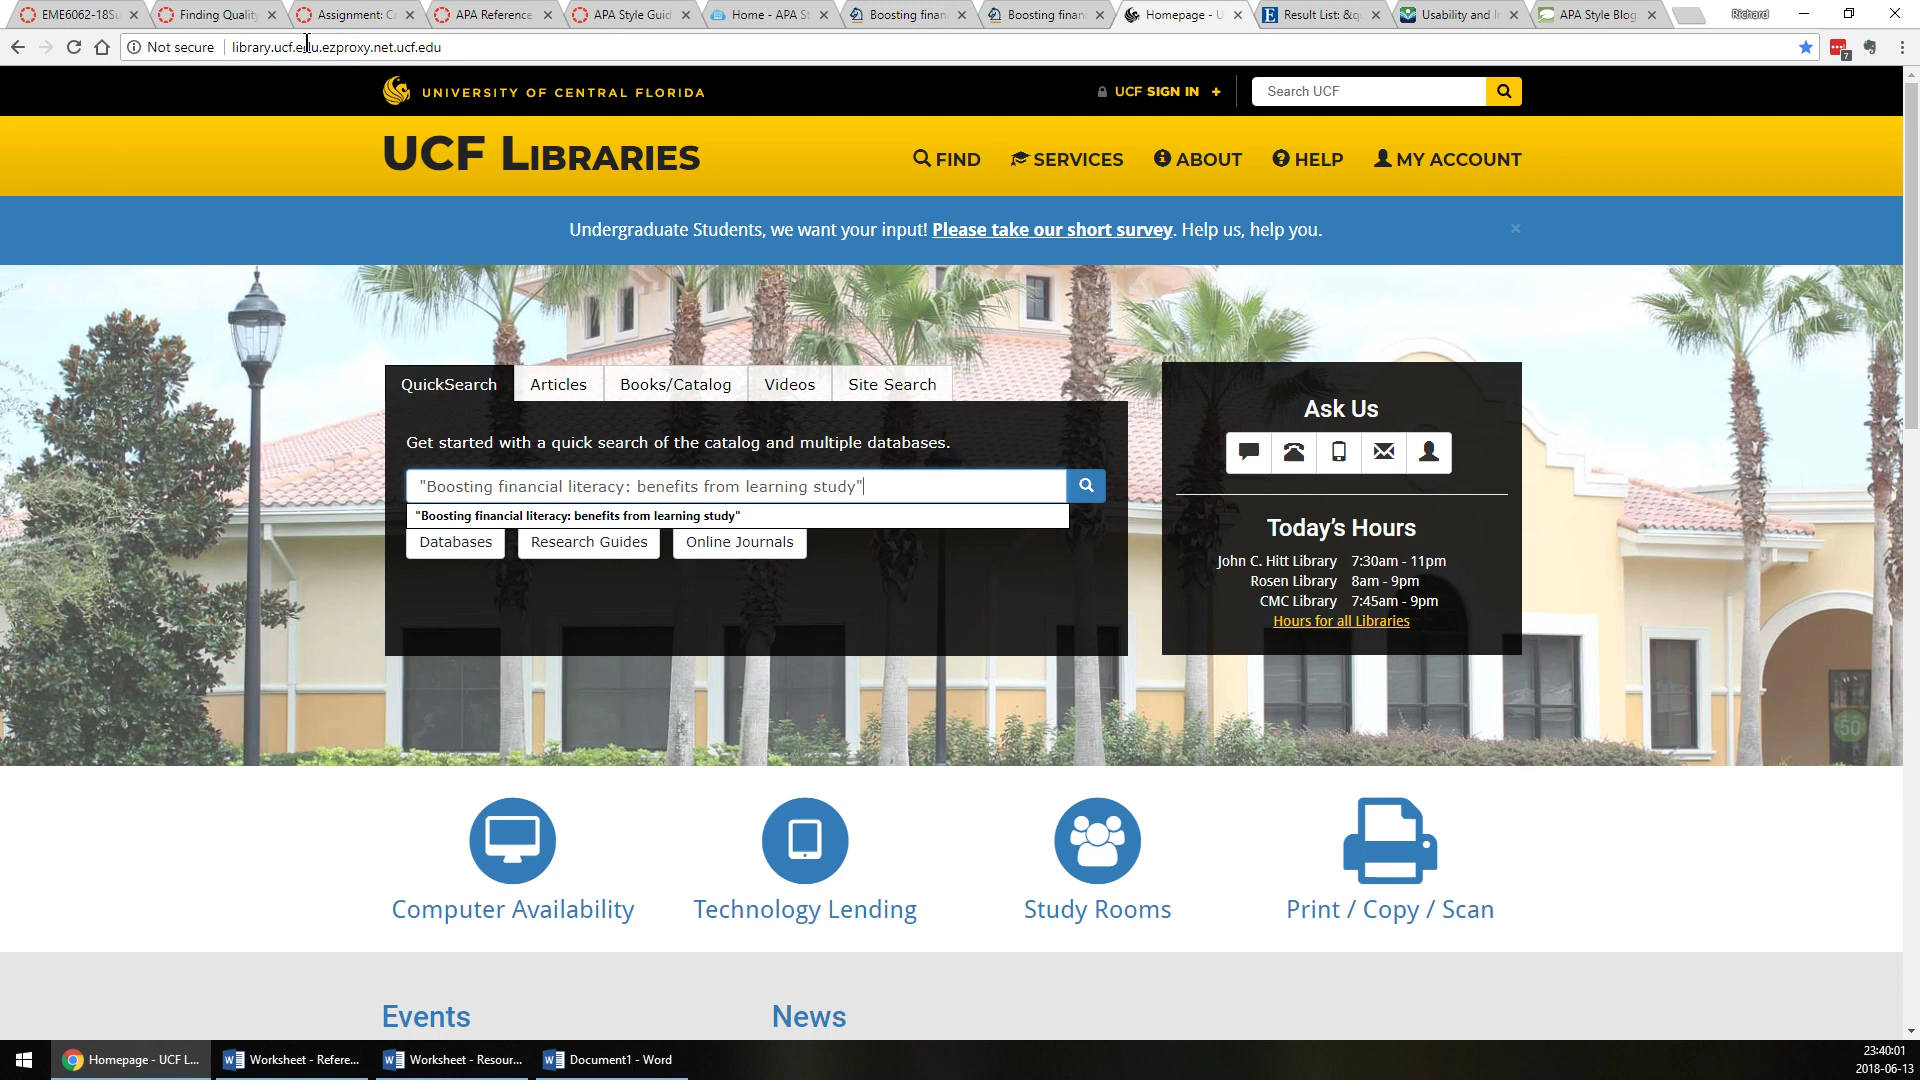 EME6062-18Su
Finding Quality
Assignment: Cr
APA Reference
APA Style Guid
Home - APA St
Boosting finan
Boosting finan
Homepage - U
Result List: &qu
Usability and I
APA Style Blog
Richard
Not secure
library.ucf.edu.ezproxy.net.ucf.edu
7
UNIVERSITY OF CENTRAL FLORIDA
UCF SIGN IN +
Search UCF
UCF LIBRARIES
FIND
SERVICES
ABOUT
HELP
MY ACCOUNT
Undergraduate Students, we want your input! Please take our short survey. Help us, help you.
×
QuickSearch
Articles
Books/Catalog
Videos
Site Search
Get started with a quick search of the catalog and multiple databases.
"Boosting financial literacy: benefits from learning study"
"Boosting financial literacy: benefits from learning study"
Databases
Research Guides
Online Journals
Ask Us
Today's Hours
John C. Hitt Library 7:30am - 11pm
Rosen Library 8am - 9pm
CMC Library 7:45am - 9pm
Hours for all Libraries
50
Computer Availability
Technology Lending
Study Rooms
Print / Copy / Scan
Events
News
Homepage - UCF L...
Worksheet - Refere...
Worksheet - Resour...
Document1 - Word
23:40:01
2018-06-13